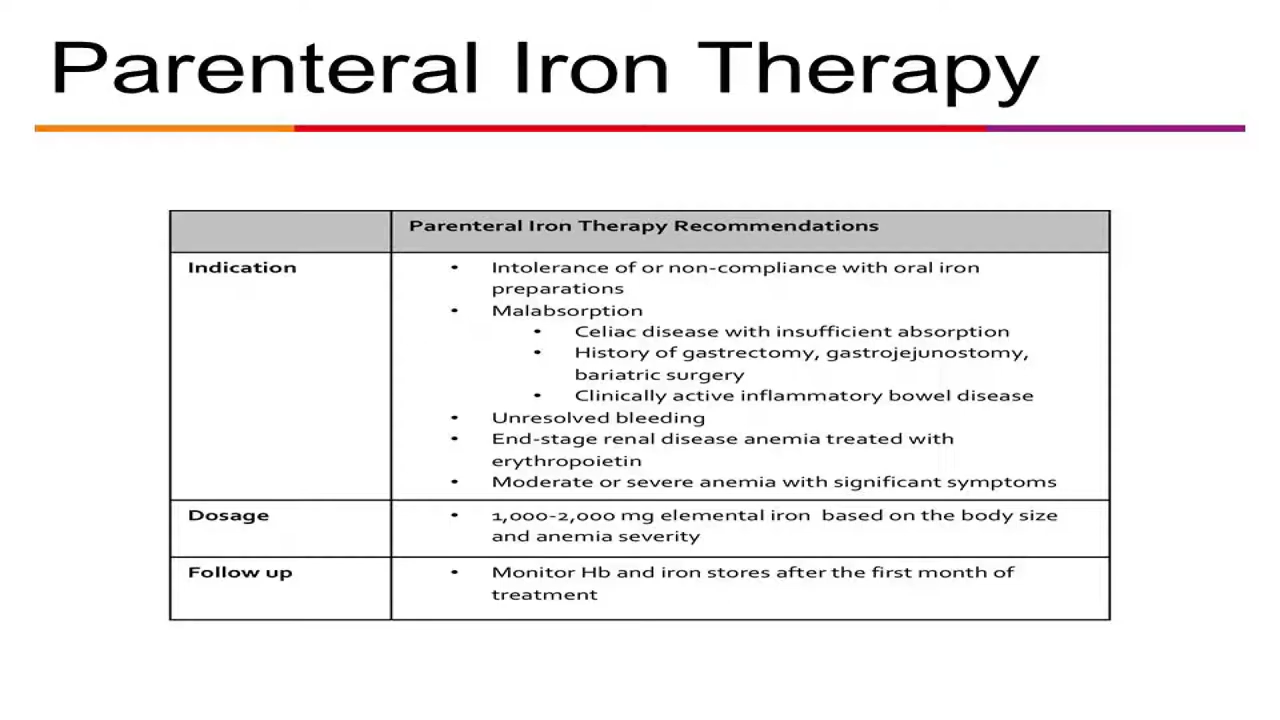 Parenteral Iron Therapy
Parenteral Iron Therapy Recommendations
Indication
• Intolerance of or non-compliance with oral iron
preparations
• Malabsorption
• Celiac disease with insufficient absorption
• History of gastrectomy, gastrojejunostomy,
bariatric surgery
• Clinically active inflammatory bowel disease
• Unresolved bleeding
• End-stage renal disease anemia treated with
erythropoietin
• Moderate or severe anemia with significant symptoms
Dosage
• 1,000-2,000 mg elemental iron based on the body size
and anemia severity
Follow up
• Monitor Hb and iron stores after the first month of
treatment